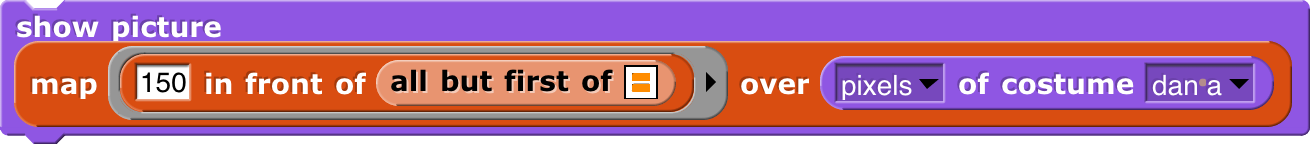 show picture
map 150 in front of all but first of over pixels of costume dan a